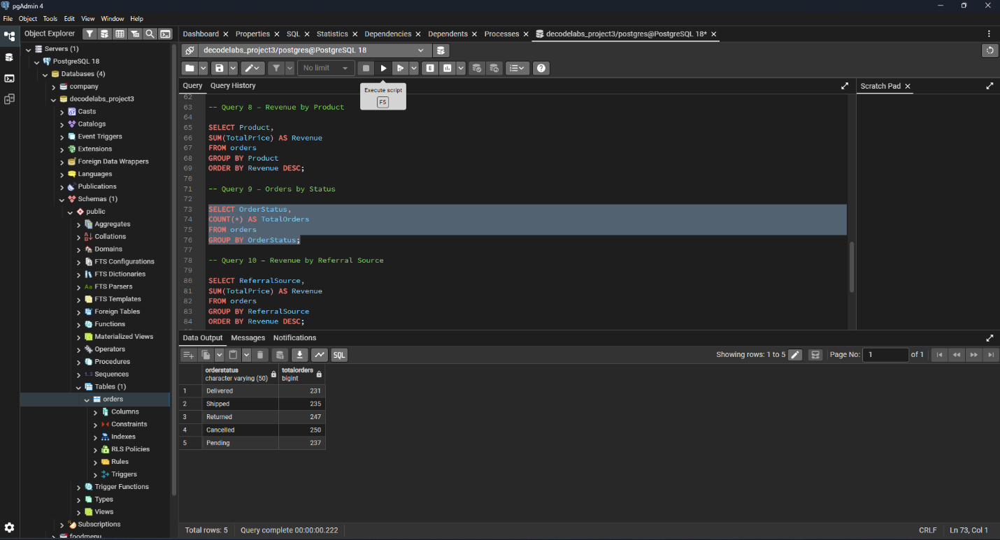 pgAdmin 4
File Object Tools Edit View Window Help
Object Explorer
Dashboard Properties SQL Statistics Dependencies Dependents Processes decodelabs_project3/postgres@PostgreSQL 18*
Servers (1)
PostgreSQL 18
Databases (4)
company
decodelabs_project3
Casts
Catalogs
Event Triggers
Extensions
Foreign Data Wrappers
Languages
Publications
Schemas (1)
public
Aggregates
Collations
Domains
FTS Configurations
FTS Dictionaries
Aa FTS Parsers
FTS Templates
Foreign Tables
Functions
Materialized Views
Operators
Procedures
1..3 Sequences
Tables (1)
orders
Columns
Constraints
Indexes
RLS Policies
Rules
Triggers
Trigger Functions
Types
Views
Subscriptions
foodmenu
decodelabs_project3/postgres@PostgreSQL 18
No limit
E
Execute script
F5
Query Query History
Scratch Pad
62
63 -- Query 8 – Revenue by Product
64
65 SELECT Product,
66 SUM(TotalPrice) AS Revenue
67 FROM orders
68 GROUP BY Product
69 ORDER BY Revenue DESC;
70
71 -- Query 9 – Orders by Status
72
73 SELECT OrderStatus,
74 COUNT(*) AS TotalOrders
75 FROM orders
76 GROUP BY OrderStatus;
77
78 -- Query 10 – Revenue by Referral Source
79
80 SELECT ReferralSource,
81 SUM(TotalPrice) AS Revenue
82 FROM orders
83 GROUP BY ReferralSource
84 ORDER BY Revenue DESC;
Data Output Messages Notifications
SQL
Showing rows: 1 to 5
Page No: 1 of 1
orderstatus totalorders
character varying (50) bigint
1 Delivered 231
2 Shipped 235
3 Returned 247
4 Cancelled 250
5 Pending 237
Total rows: 5 Query complete 00:00:00.222
CRLF Ln 73, Col 1